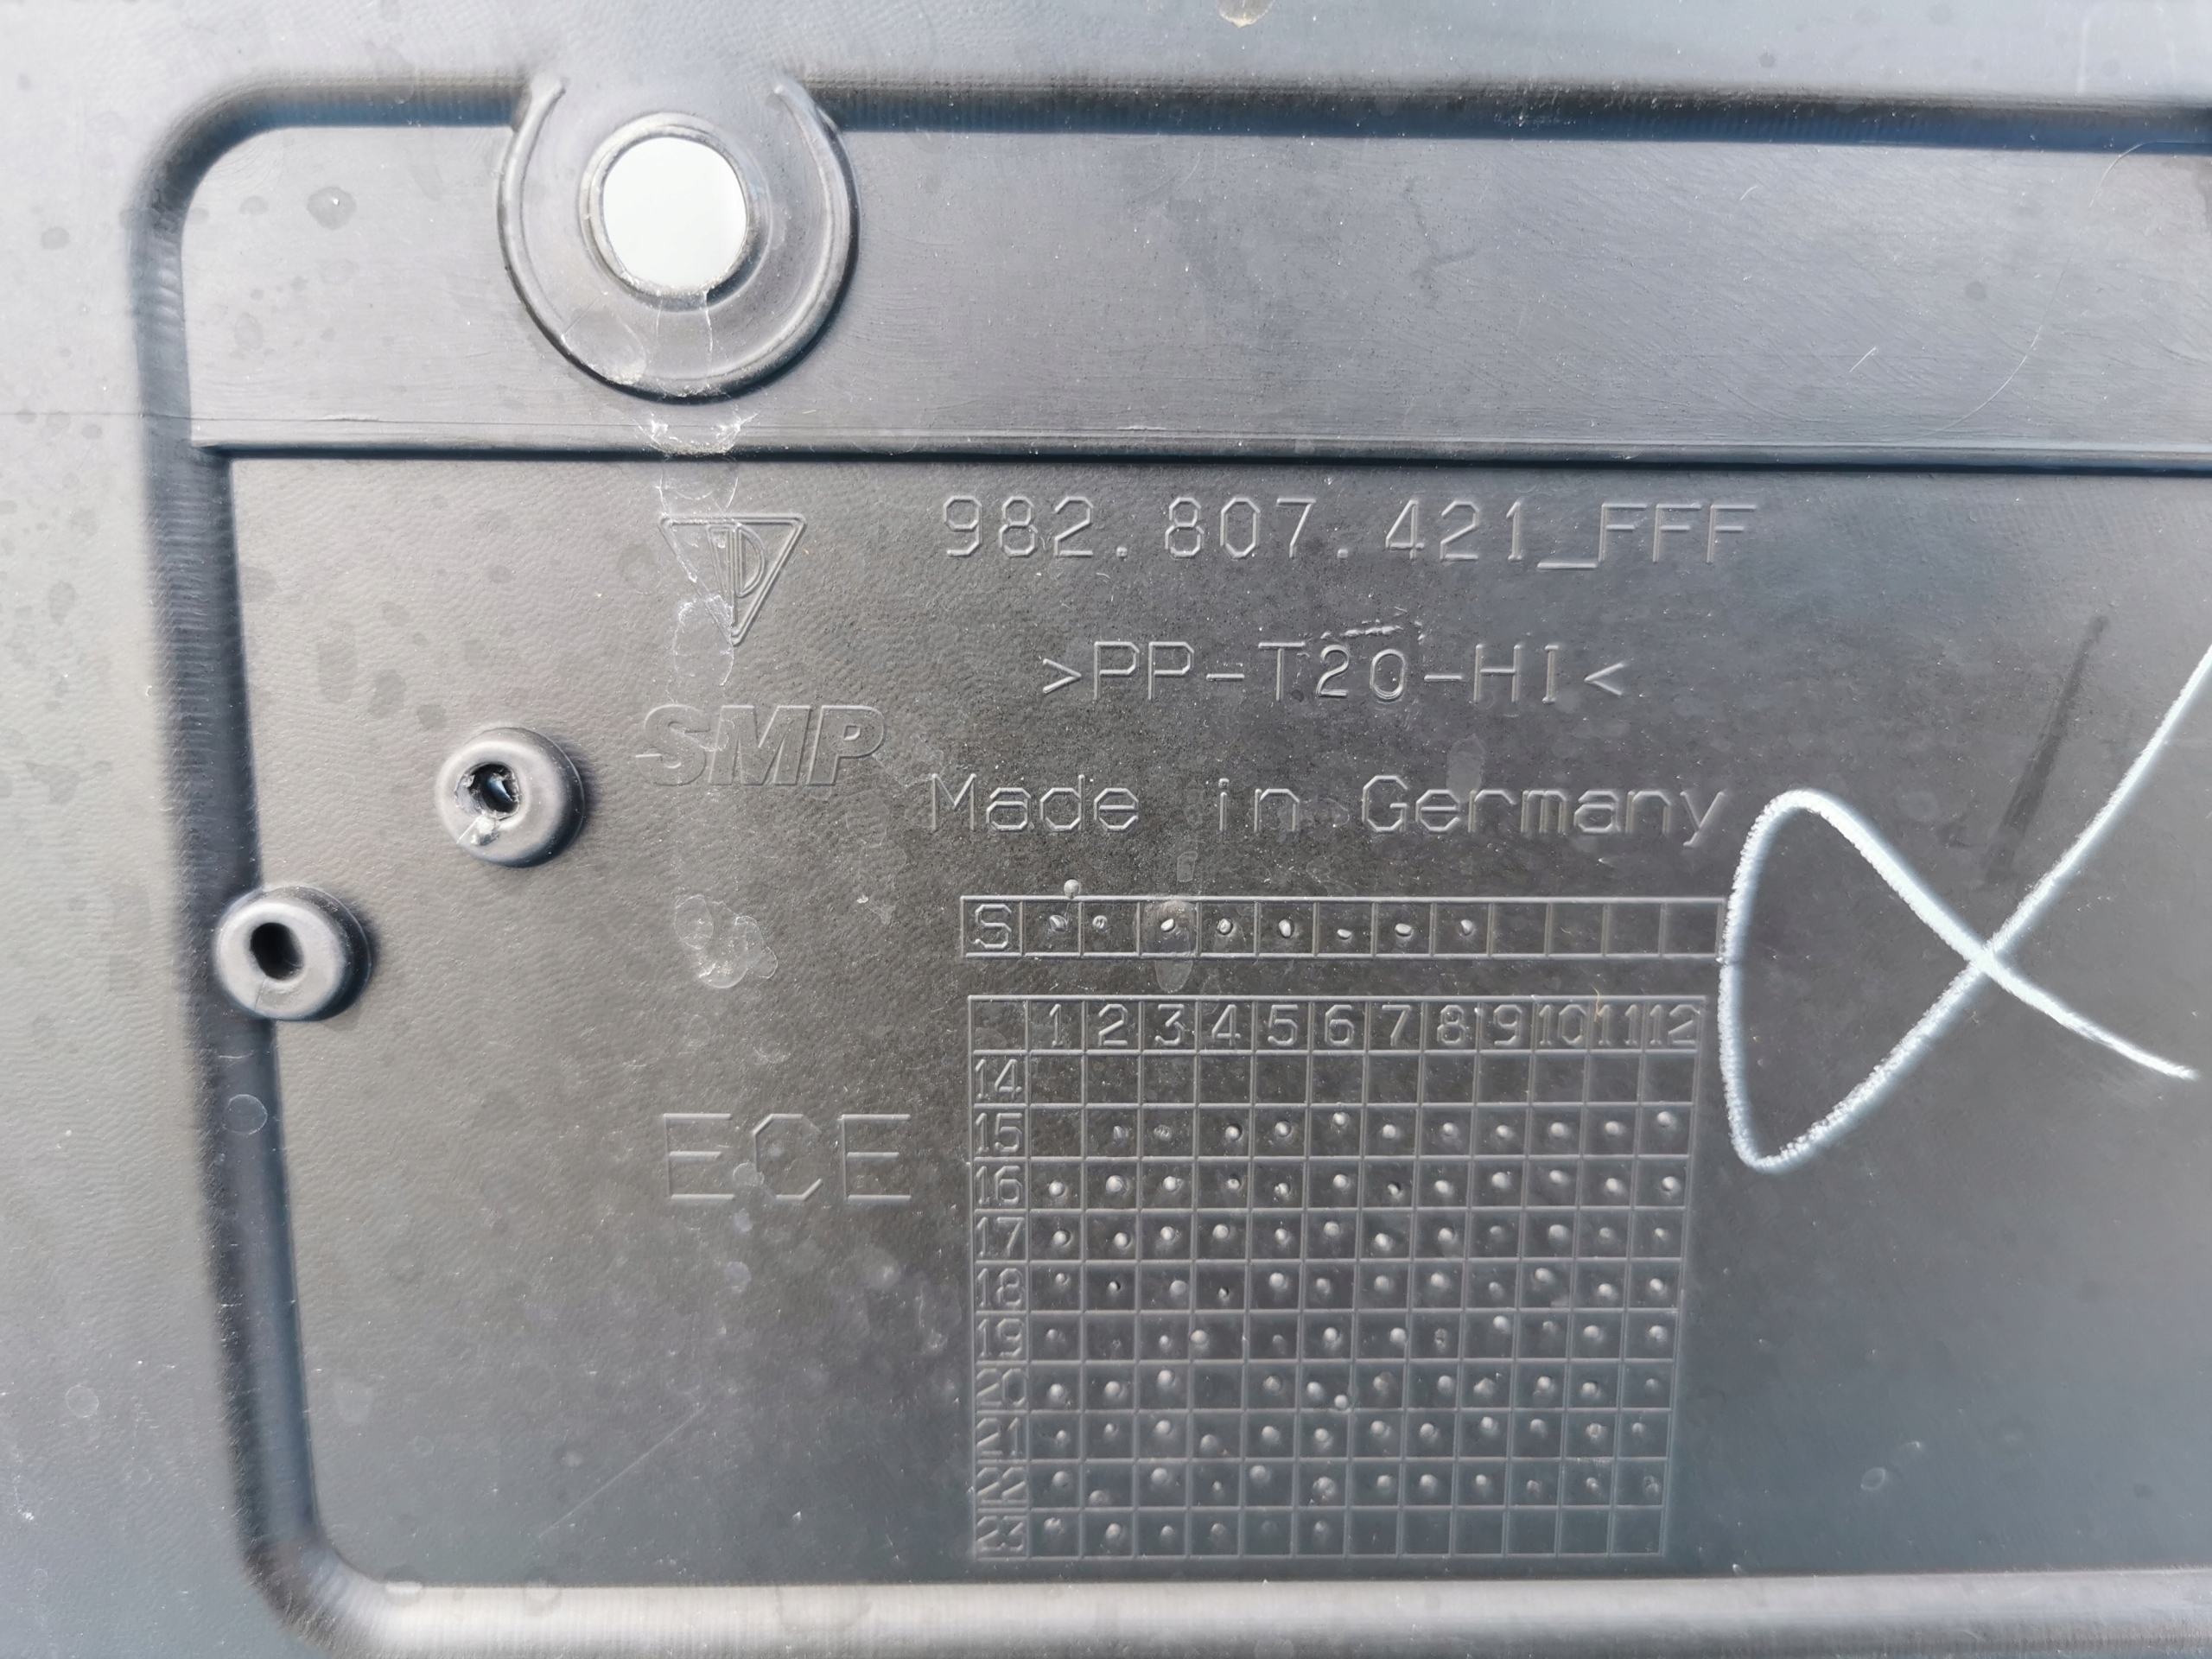 982.807.421_FFF
>PP-T20-HI<
SMP
Made in Germany
S
1 2 3 4 5 6 7 8 9 10 11 12
14
15
ECE
16
17
18
19
20
21
22
23